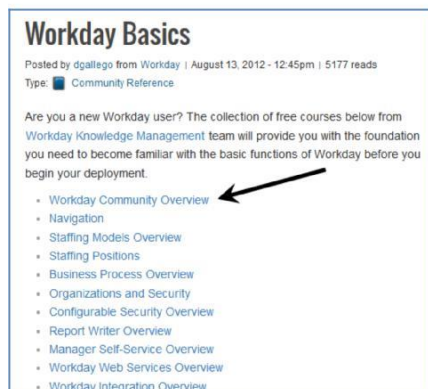 Workday Basics
Posted by dgallego from Workday | August 13, 2012 - 12:45pm | 5177 reads
Type: Community Reference
Are you a new Workday user? The collection of free courses below from
Workday Knowledge Management team will provide you with the foundation
you need to become familiar with the basic functions of Workday before you
begin your deployment.
Workday Community Overview
Navigation
Staffing Models Overview
Staffing Positions
Business Process Overview
Organizations and Security
Configurable Security Overview
Report Writer Overview
Manager Self-Service Overview
Workday Web Services Overview
Workday Integration Overview